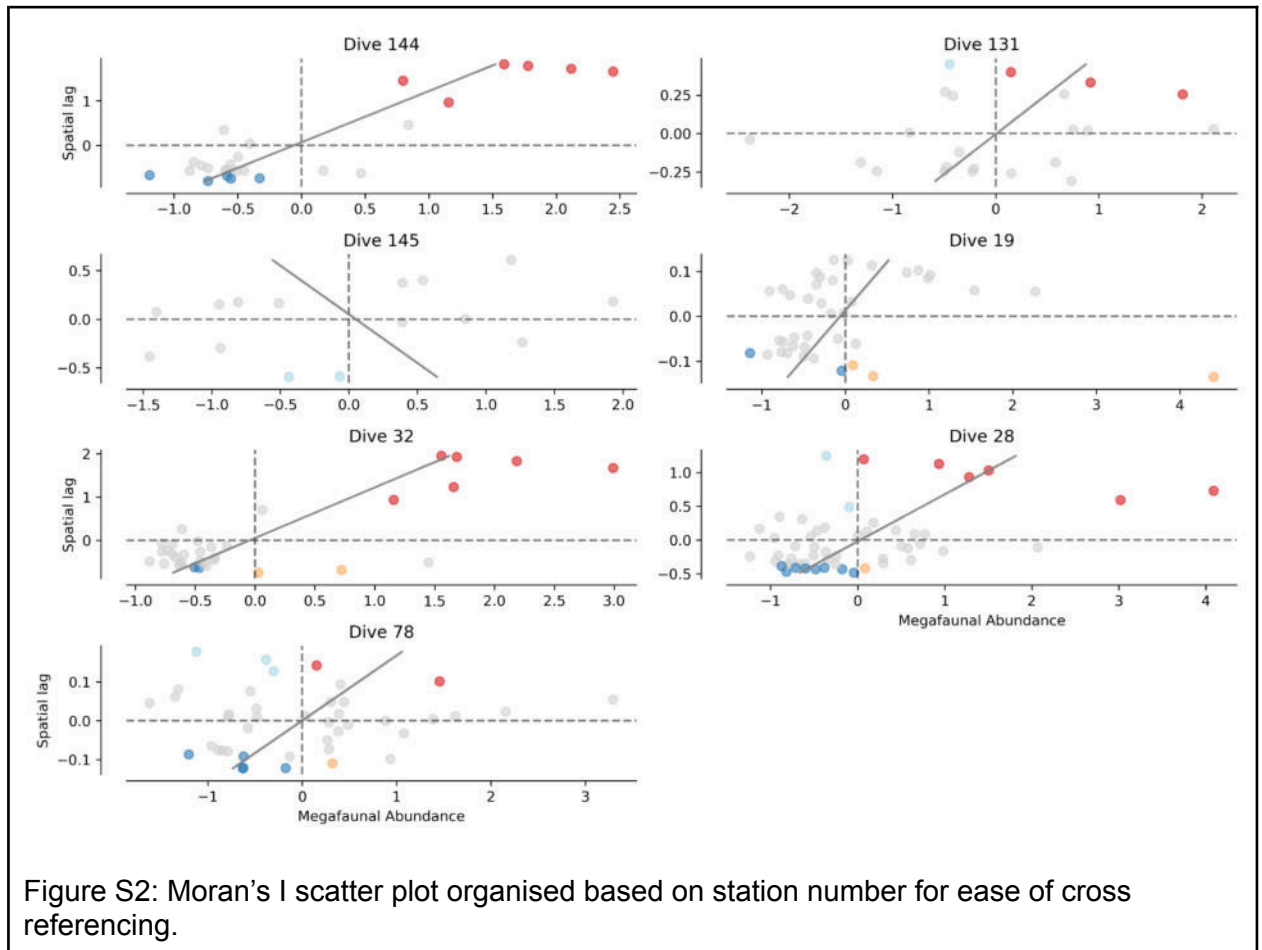 Dive 144
Spatial lag
1
0
−1.0 −0.5 0.0 0.5 1.0 1.5 2.0 2.5
Dive 131
0.25
0.00
−0.25
−2 −1 0 1 2
Dive 145
0.5
0.0
−0.5
−1.5 −1.0 −0.5 0.0 0.5 1.0 1.5 2.0
Dive 19
0.1
0.0
−0.1
−1 0 1 2 3 4
Dive 32
Spatial lag
2
1
0
−1.0 −0.5 0.0 0.5 1.0 1.5 2.0 2.5 3.0
Dive 28
1.0
0.5
0.0
−0.5
−1 0 1 2 3 4
Megafaunal Abundance
Dive 78
Spatial lag
0.1
0.0
−0.1
−1 0 1 2 3
Megafaunal Abundance
Figure S2: Moran’s I scatter plot organised based on station number for ease of cross
referencing.